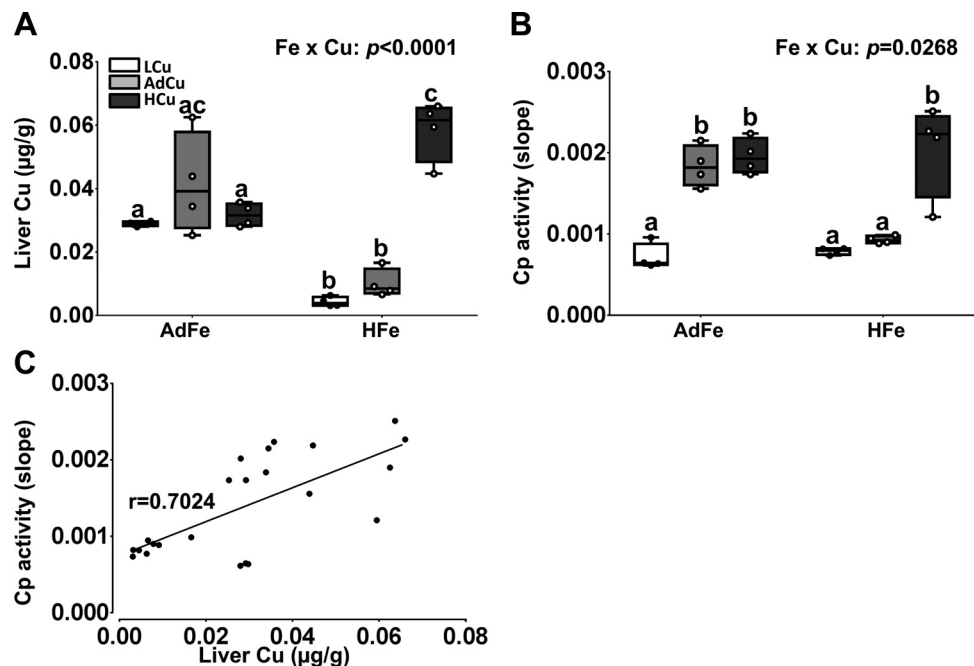 A
Fe x Cu: p<0.0001
LCu
AdCu
HCu
Liver Cu (µg/g)
0.08
0.06
0.04
0.02
0.00
a
ac
a
b
b
c
AdFe
HFe
B
Fe x Cu: p=0.0268
Cp activity (slope)
0.003
0.002
0.001
0.000
a
b
b
a
a
b
AdFe
HFe
C
Cp activity (slope)
0.003
0.002
0.001
0.000
r=0.7024
0.00
0.02
0.04
0.06
0.08
Liver Cu (µg/g)